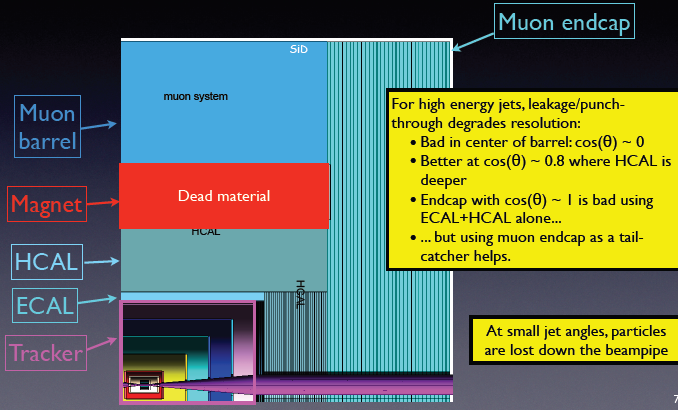 Muon endcap
SiD
muon system
Muon
barrel
For high energy jets, leakage/punch-
through degrades resolution:
• Bad in center of barrel: cos(θ) ~ 0
• Better at cos(θ) ~ 0.8 where HCAL is
deeper
• Endcap with cos(θ) ~ 1 is bad using
ECAL+HCAL alone...
• ... but using muon endcap as a tail-
catcher helps.
Magnet
Dead material
HCAL
HCAL
HCAL
ECAL
Tracker
At small jet angles, particles
are lost down the beampipe
7